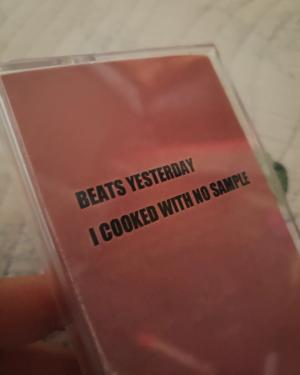 BEATS YESTERDAY
I COOKED WITH NO SAMPLE